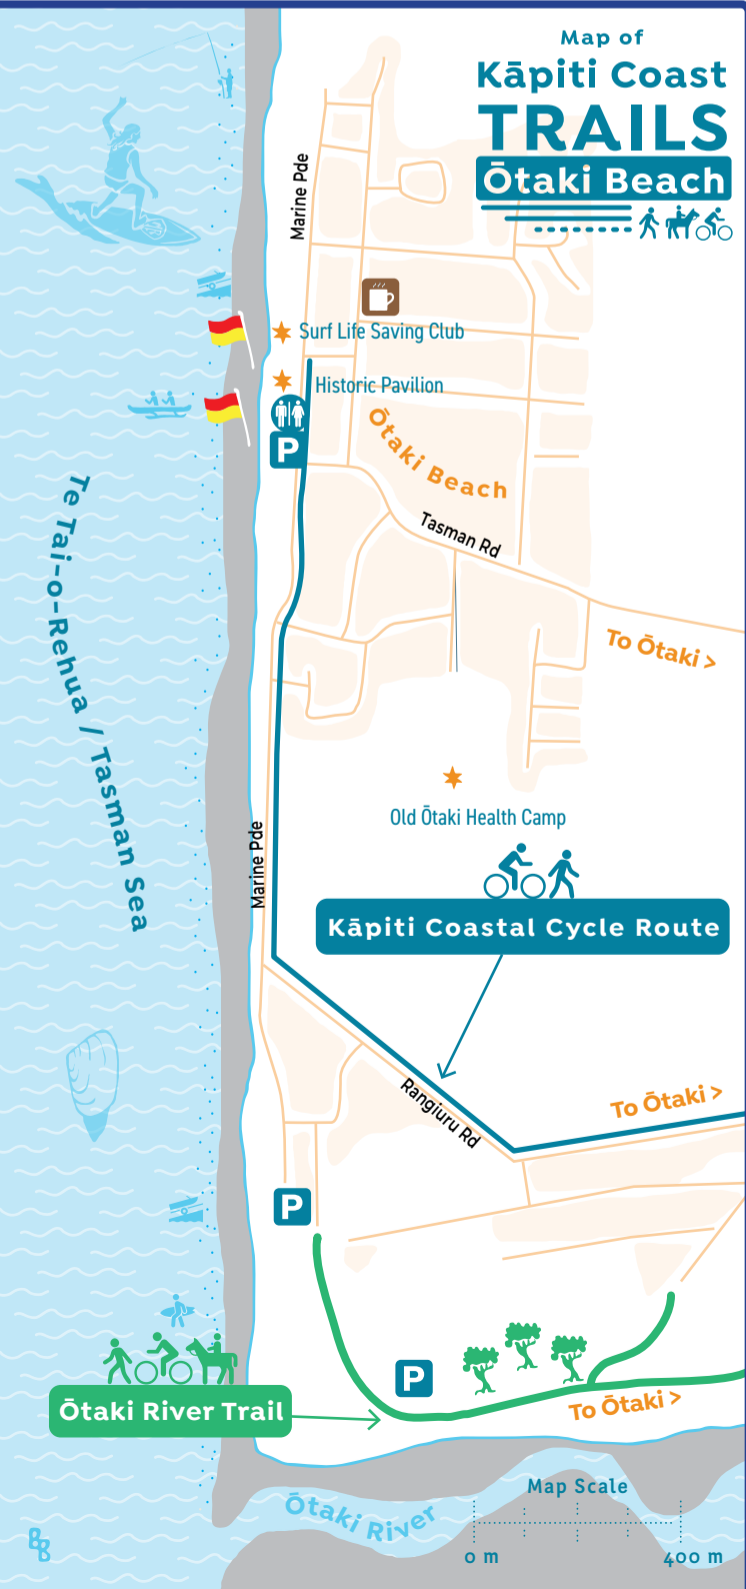 Map of
Kāpiti Coast
TRAILS
Ōtaki Beach
Marine Pde
Surf Life Saving Club
Historic Pavilion
P
Ōtaki Beach
Tasman Rd
Te Tai-o-Rehua / Tasman Sea
To Ōtaki >
Old Ōtaki Health Camp
Marine Pde
Kāpiti Coastal Cycle Route
Rangiuru Rd
To Ōtaki >
P
P
Ōtaki River Trail
To Ōtaki >
Map Scale
Ōtaki River
0 m
400 m
BB